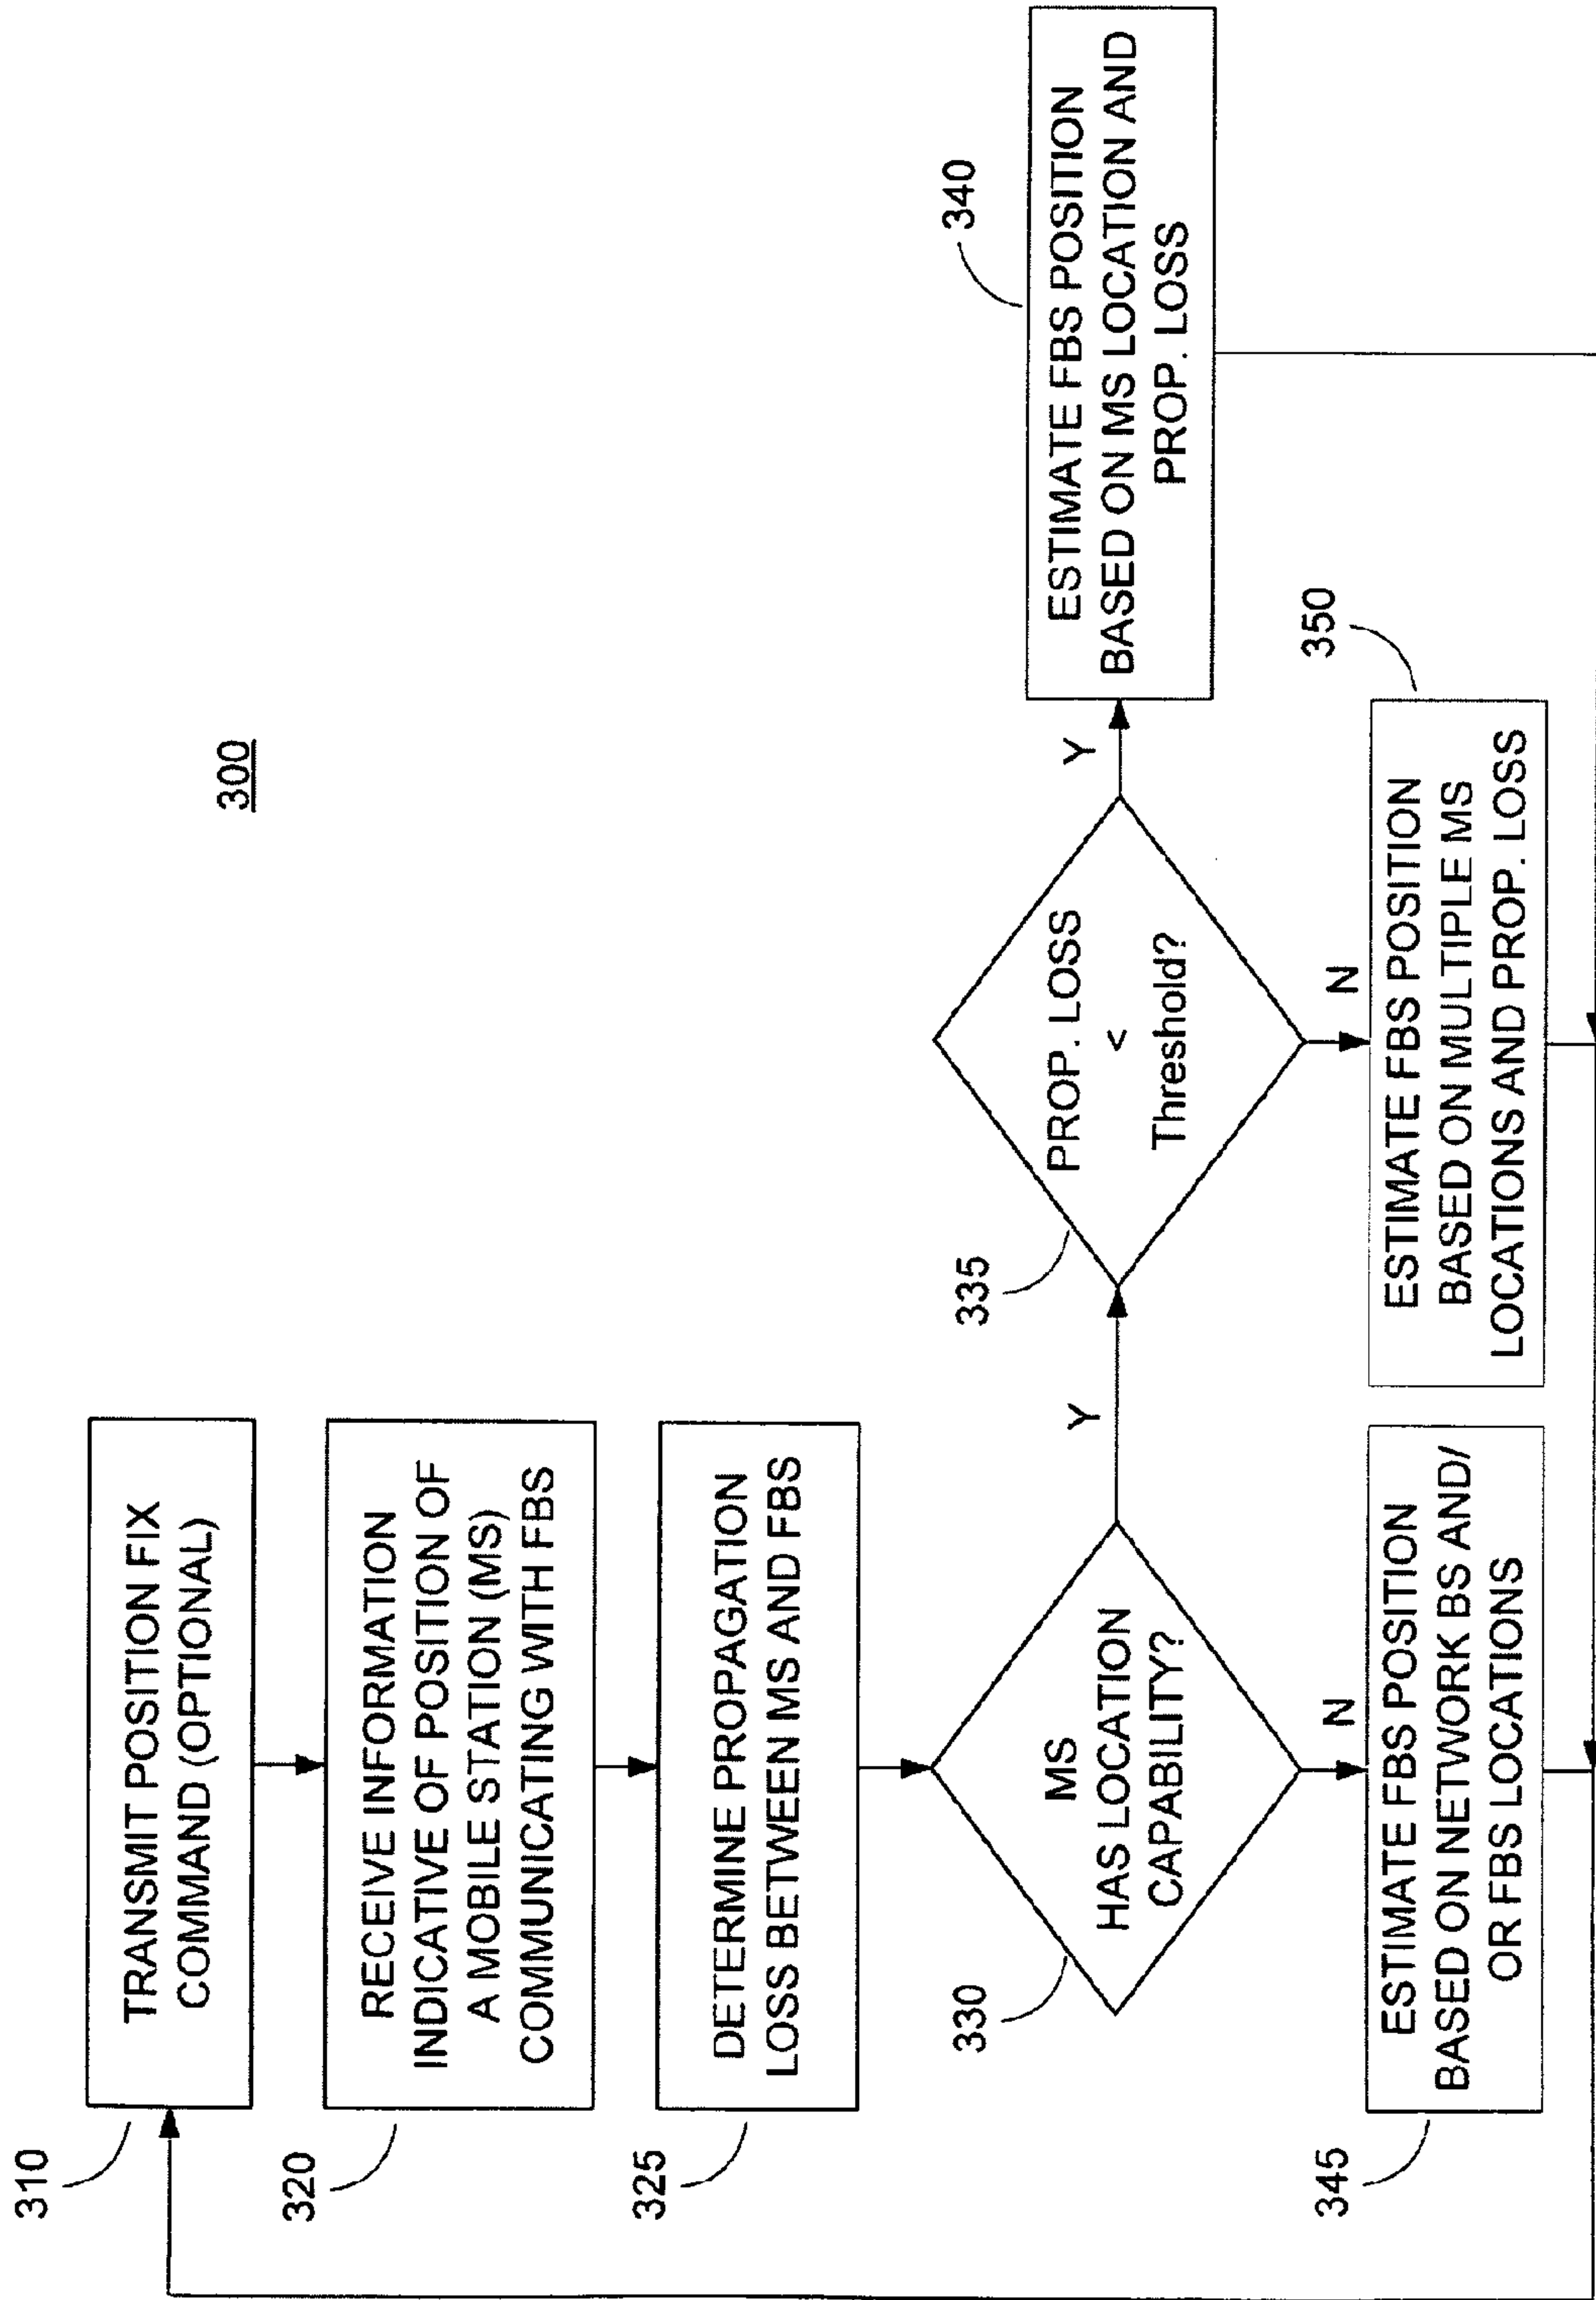 300
310
TRANSMIT POSITION FIX
COMMAND (OPTIONAL)
320
RECEIVE INFORMATION
INDICATIVE OF POSITION OF
A MOBILE STATION (MS)
COMMUNICATING WITH FBS
325
DETERMINE PROPAGATION
LOSS BETWEEN MS AND FBS
330
MS
HAS LOCATION
CAPABILITY?
Y
N
335
PROP. LOSS
<
Threshold?
Y
N
340
ESTIMATE FBS POSITION
BASED ON MS LOCATION AND
PROP. LOSS
345
ESTIMATE FBS POSITION
BASED ON NETWORK BS AND/
OR FBS LOCATIONS
350
ESTIMATE FBS POSITION
BASED ON MULTIPLE MS
LOCATIONS AND PROP. LOSS